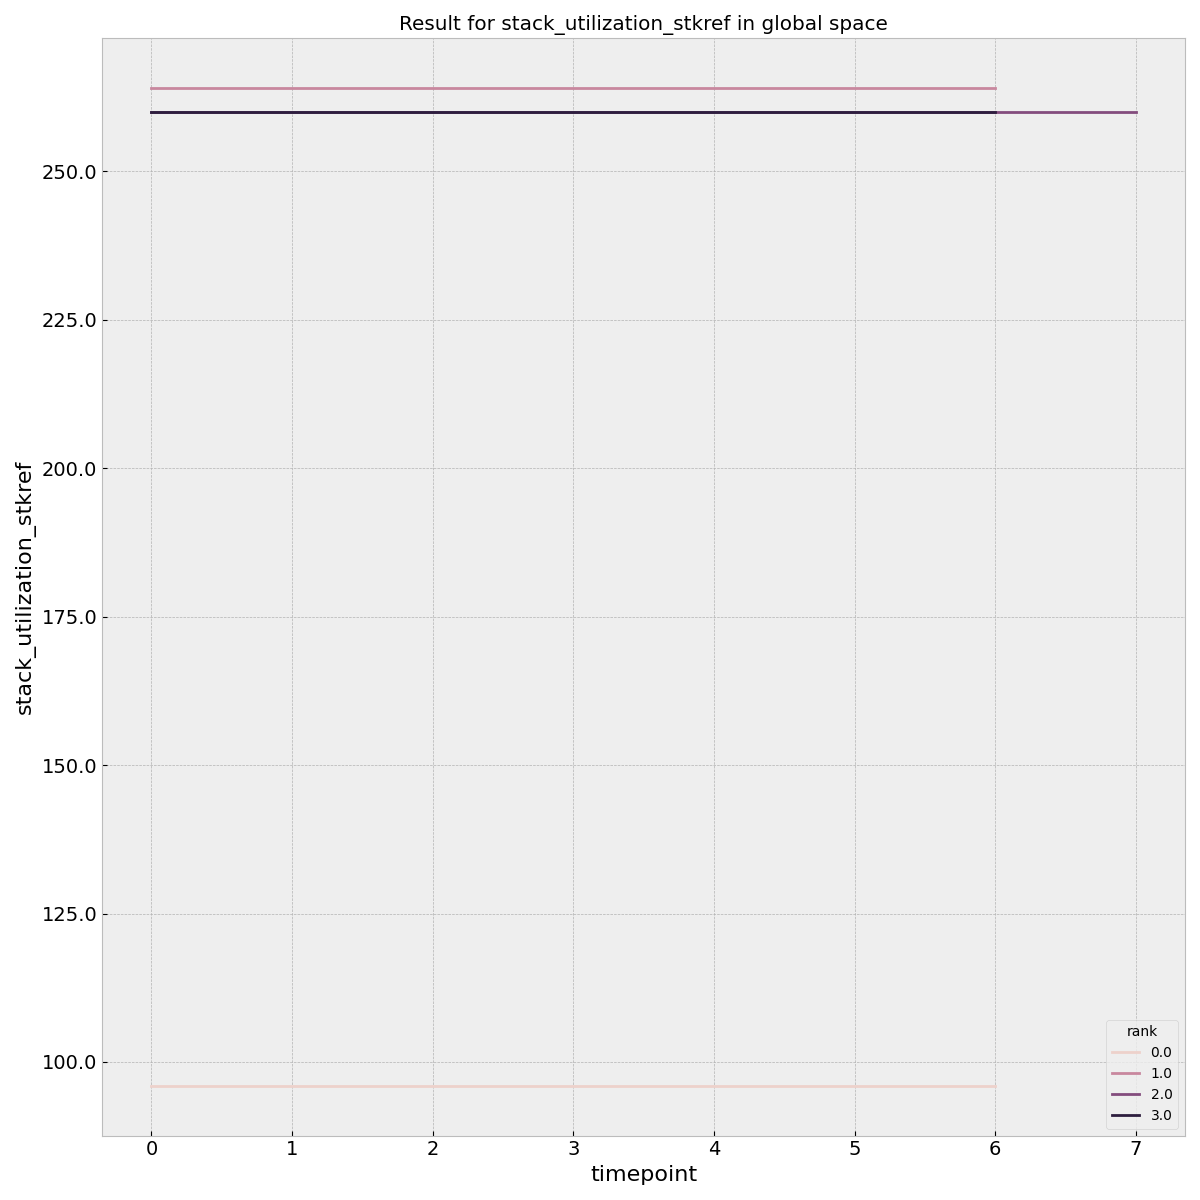 Result for stack_utilization_stkref in global space
stack_utilization_stkref
250.0
225.0
200.0
175.0
150.0
125.0
100.0
rank
0.0
1.0
2.0
3.0
0 1 2 3 4 5 6 7
timepoint